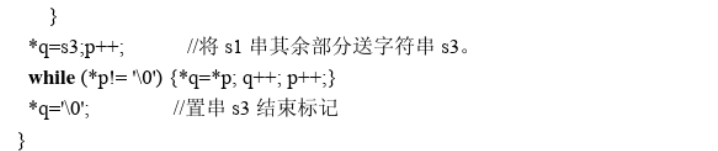 }
*q=s3;p++; //将 s1 串其余部分送字符串 s3。
while (*p!= '\0') {*q=*p; q++; p++;}
*q='\0'; //置串 s3 结束标记
}